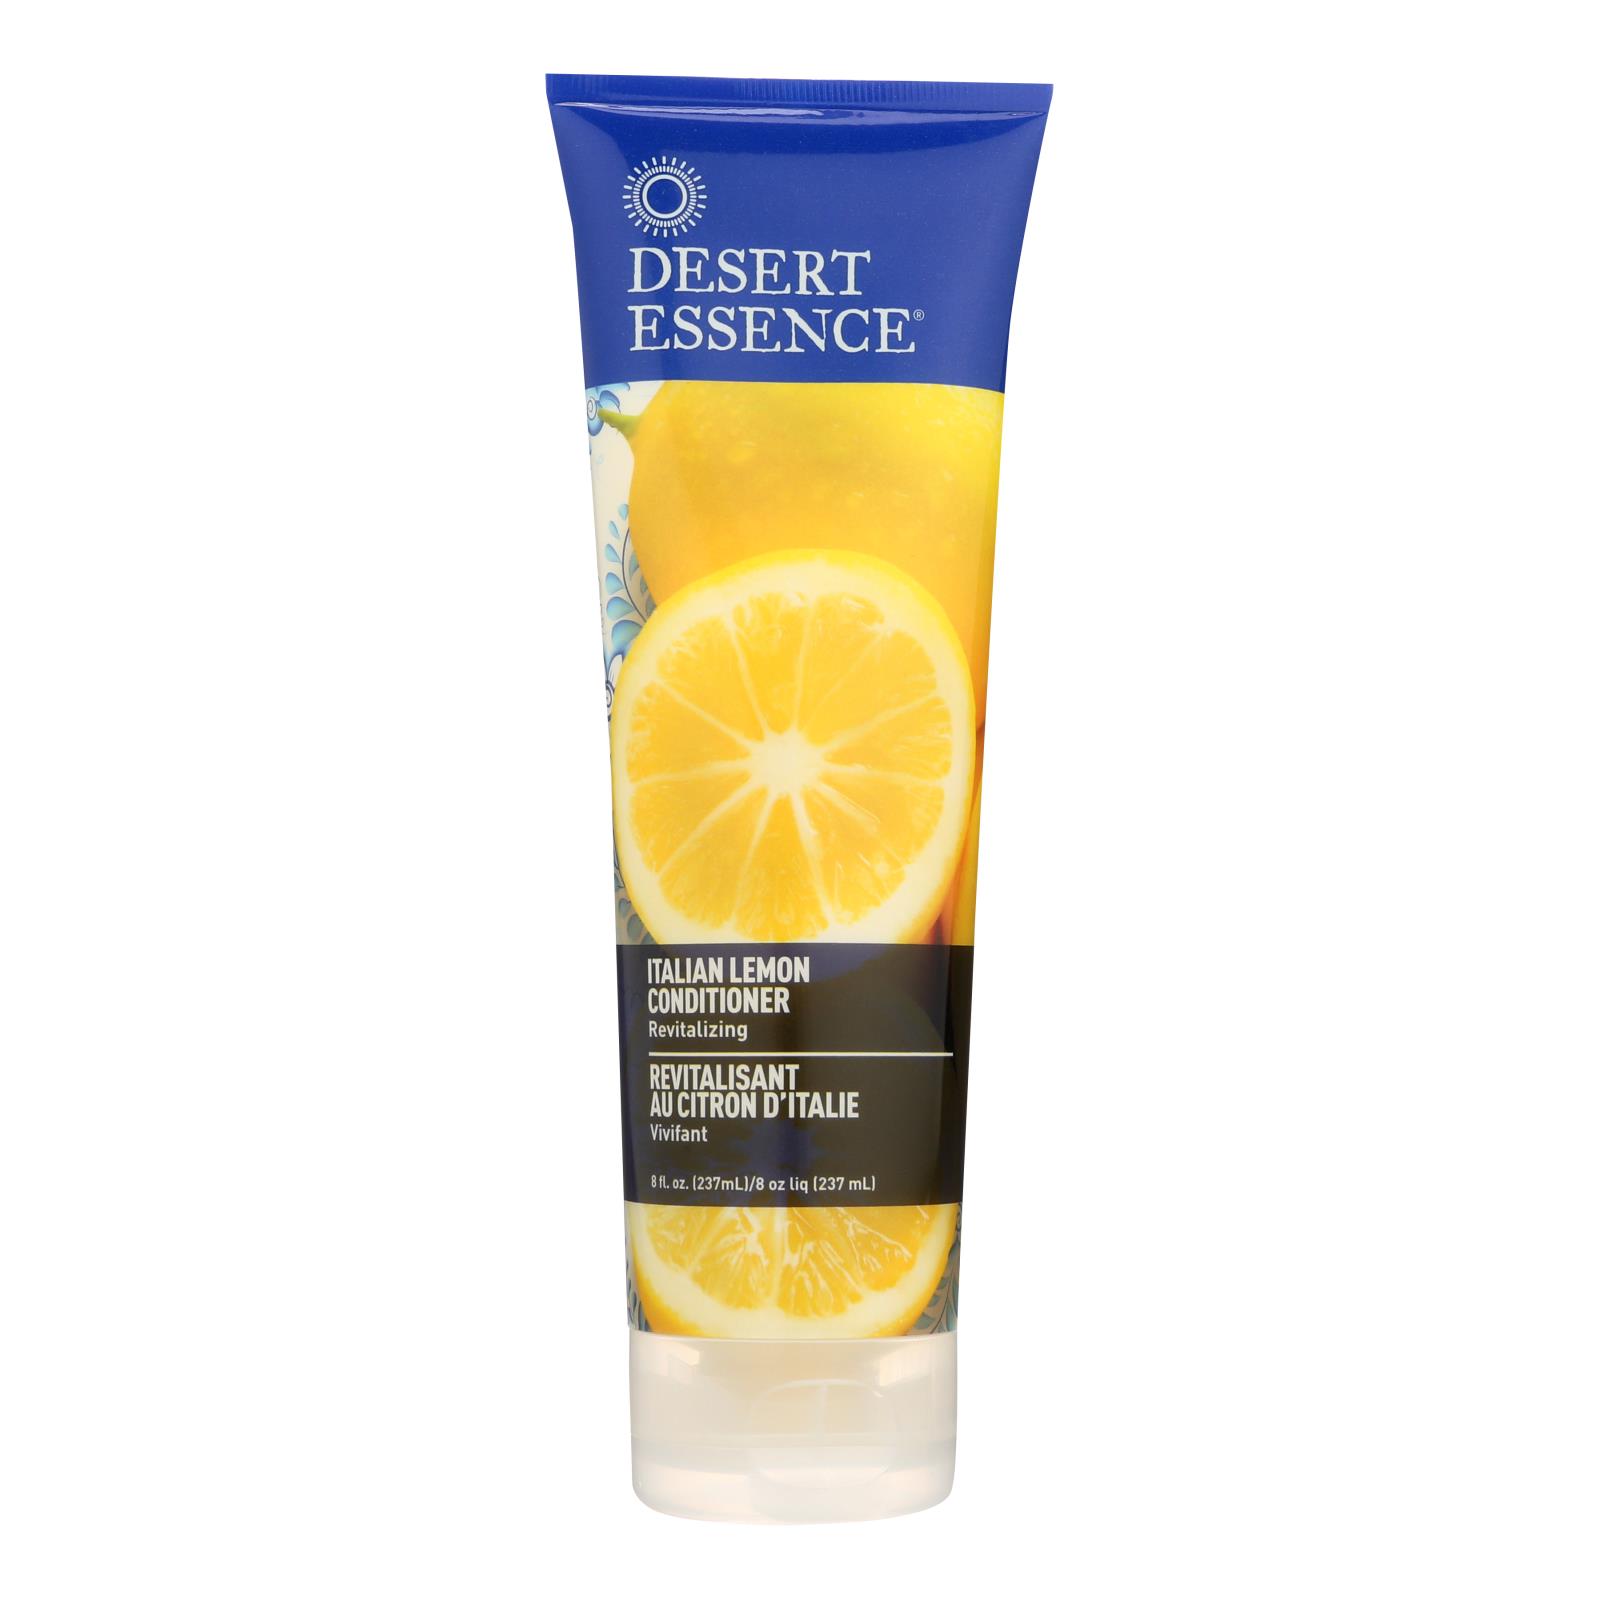 DESERT
ESSENCE®
ITALIAN LEMON
CONDITIONER
Revitalizing
REVITALISANT
AU CITRON D'ITALIE
Vivifant
8 fl. oz. (237mL)/8 oz liq (237 mL)